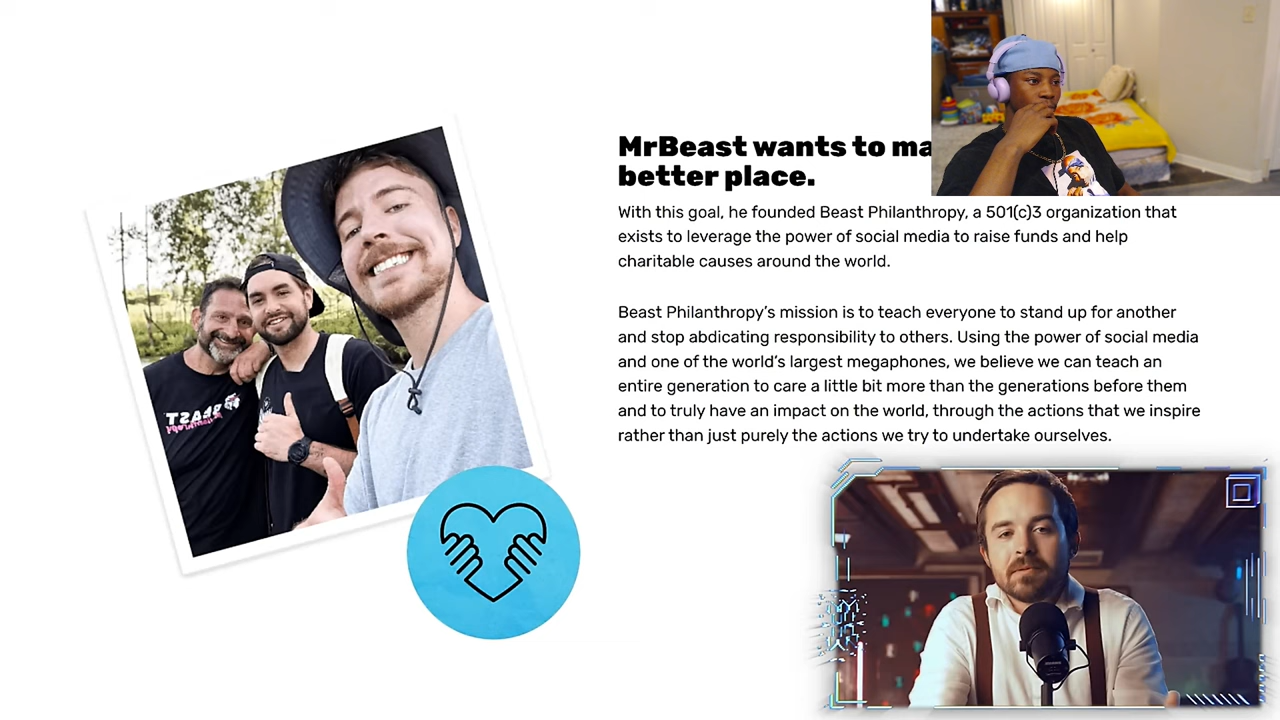 MrBeast wants to ma
better place.
With this goal, he founded Beast Philanthropy, a 501(c)3 organization that
exists to leverage the power of social media to raise funds and help
charitable causes around the world.
Beast Philanthropy’s mission is to teach everyone to stand up for another
and stop abdicating responsibility to others. Using the power of social media
and one of the world’s largest megaphones, we believe we can teach an
entire generation to care a little bit more than the generations before them
and to truly have an impact on the world, through the actions that we inspire
rather than just purely the actions we try to undertake ourselves.